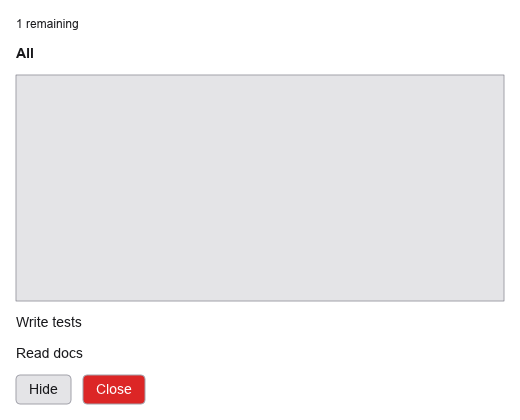 1 remaining
All
Write tests
Read docs
Hide Close